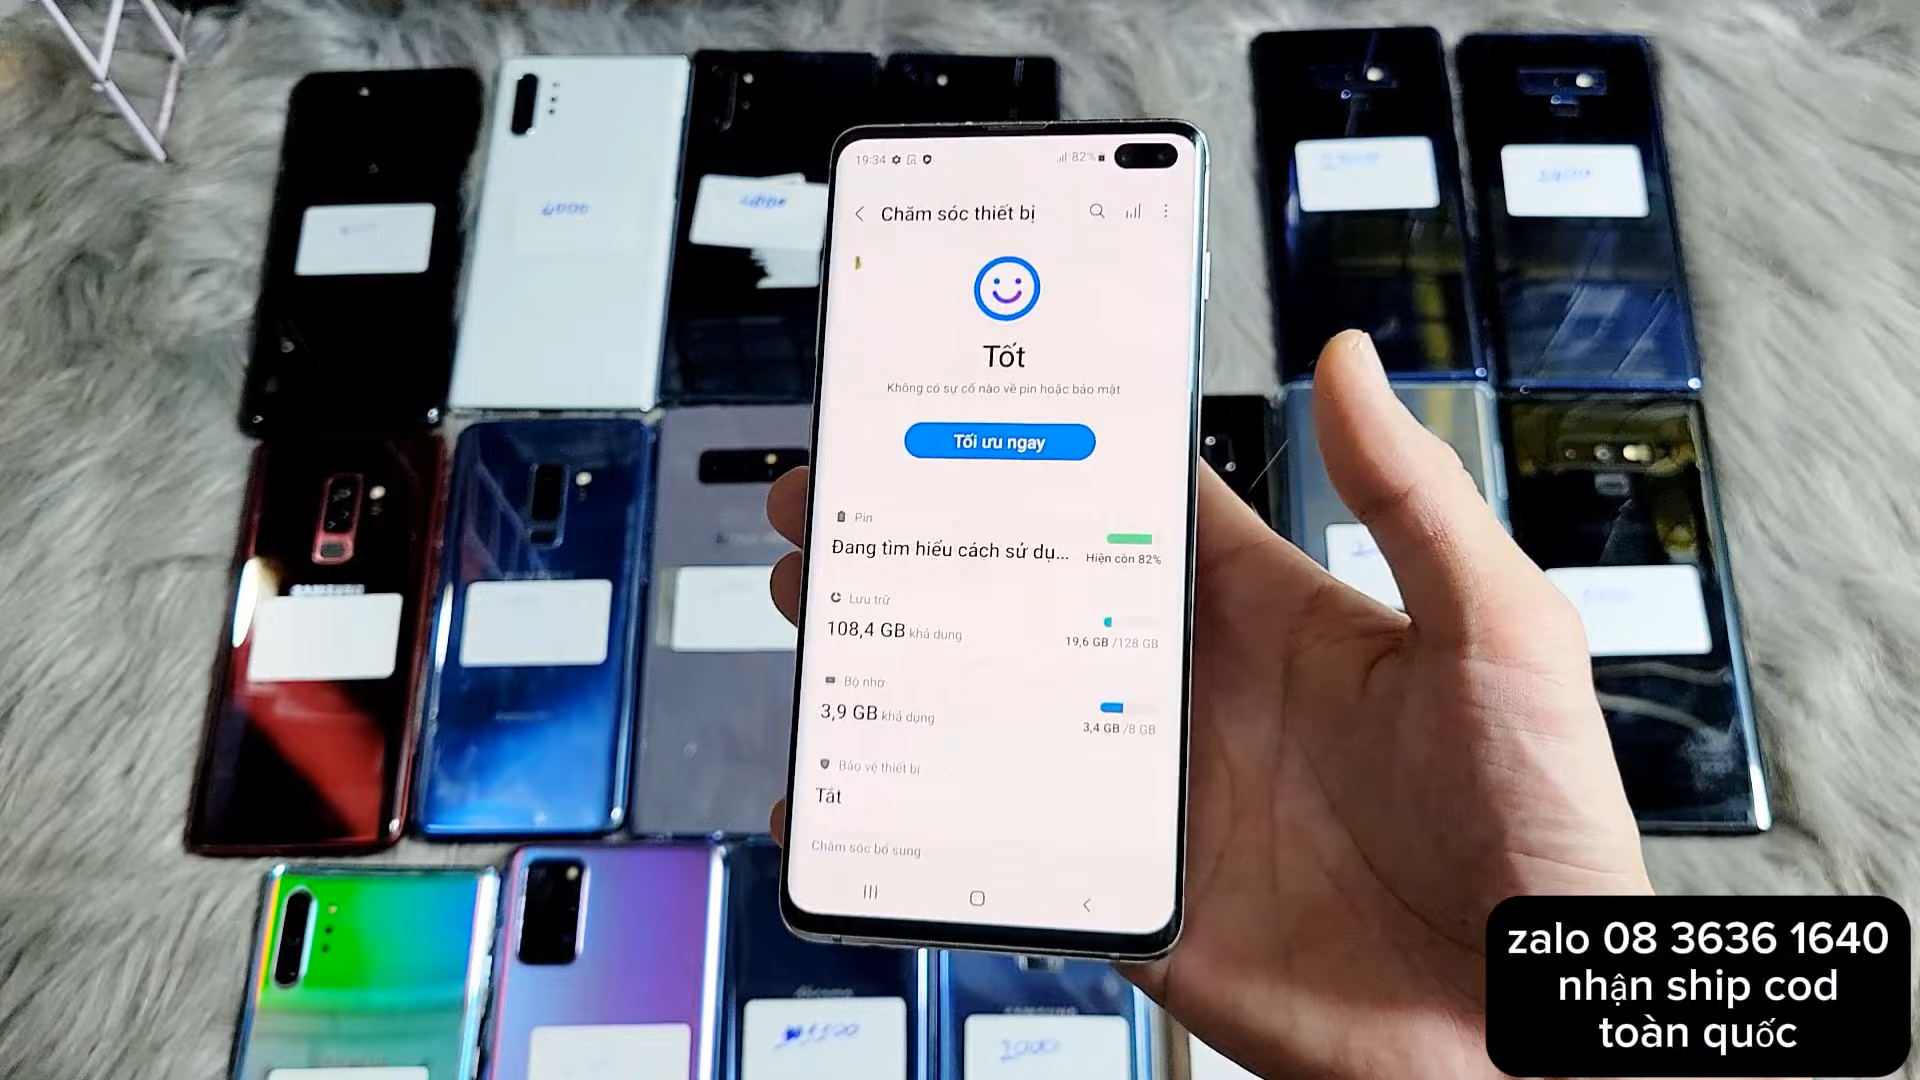 19:34
82%
Chăm sóc thiết bị
Tốt
Không có sự cố nào về pin hoặc bảo mật
Tối ưu ngay
Pin
Đang tìm hiểu cách sử dụ...
Hiện còn 82%
Lưu trữ
108,4 GB khả dụng
19,6 GB /128 GB
Bộ nhớ
3,9 GB khả dụng
3,4 GB /8 GB
Bảo vệ thiết bị
Tắt
Chăm sóc bổ sung
4000
SAMSUNG
zalo 08 3636 1640
nhận ship cod
toàn quốc